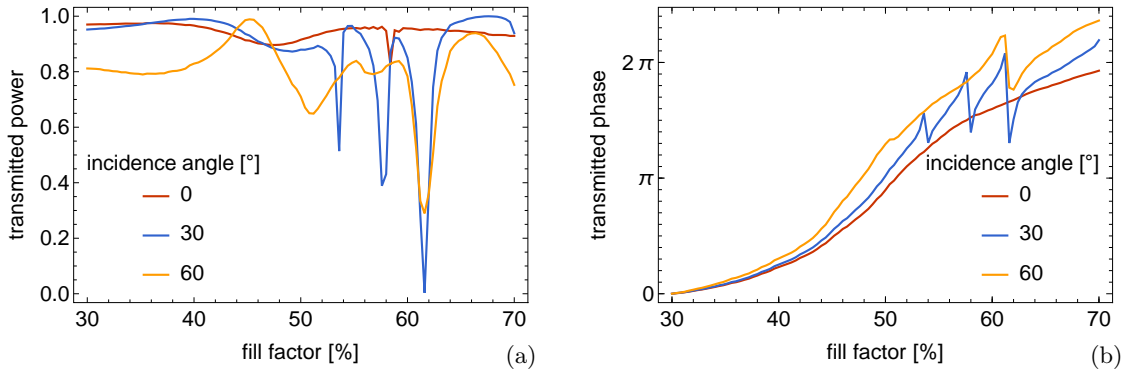 transmitted power
1.0
0.8
0.6
0.4
0.2
0.0
incidence angle [°]
0
30
60
30 40 50 60 70
fill factor [%]
(a)
transmitted phase
2 π
π
0
incidence angle [°]
0
30
60
30 40 50 60 70
fill factor [%]
(b)